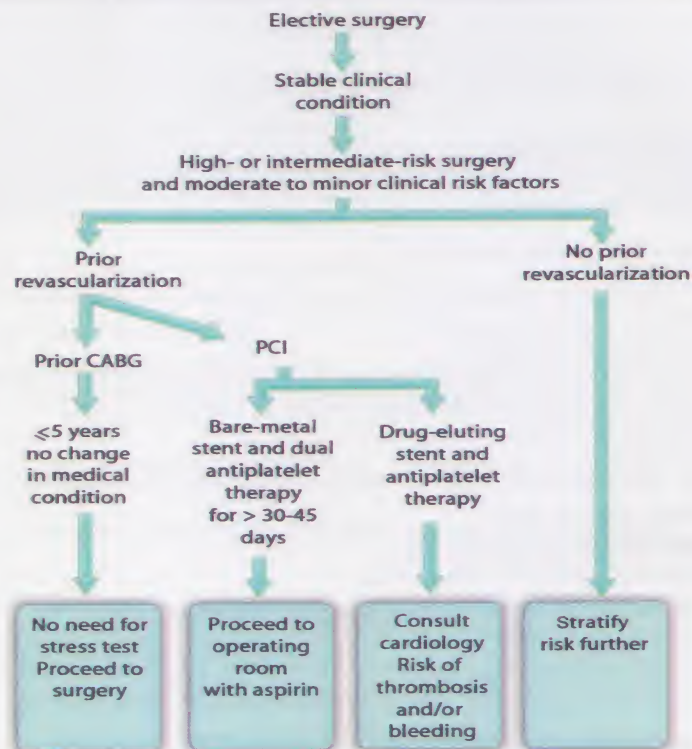 Elective surgery
Stable clinical
condition
High- or intermediate-risk surgery
and moderate to minor clinical risk factors
Prior
revascularization
No prior
revascularization
Prior CABG
PCI
⩽5 years
no change
in medical
condition
Bare-metal
stent and dual
antiplatelet
therapy
for > 30-45
days
Drug-eluting
stent and
antiplatelet
therapy
No need for
stress test
Proceed to
surgery
Proceed to
operating
room
with aspirin
Consult
cardiology
Risk of
thrombosis
and/or
bleeding
Stratify
risk further